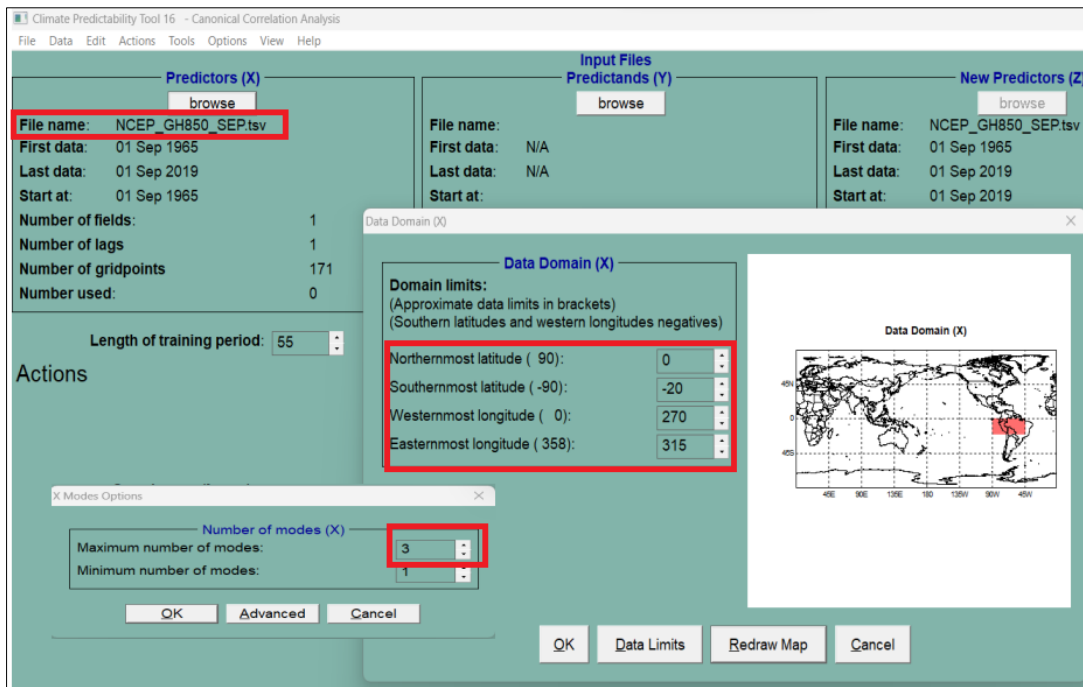 Climate Predictability Tool 16 - Canonical Correlation Analysis
File Data Edit Actions Tools Options View Help
Input Files
Predictors (X)
browse
File name: NCEP_GH850_SEP.tsv
First data: 01 Sep 1965
Last data: 01 Sep 2019
Start at: 01 Sep 1965
Number of fields: 1
Number of lags 1
Number of gridpoints 171
Number used: 0
Length of training period: 55
Actions
Predictands (Y)
browse
File name:
First data: N/A
Last data: N/A
Start at:
New Predictors (Z
browse
File name: NCEP_GH850_SEP.tsv
First data: 01 Sep 1965
Last data: 01 Sep 2019
Start at: 01 Sep 2019
Data Domain (X)
Data Domain (X)
Domain limits:
(Approximate data limits in brackets)
(Southern latitudes and western longitudes negatives)
Northernmost latitude ( 90): 0
Southernmost latitude ( -90): -20
Westernmost longitude ( 0): 270
Easternmost longitude ( 358): 315
Data Domain (X)
45N
0
45S
45E 90E 135E 180 135W 90W 45W
OK Data Limits Redraw Map Cancel
X Modes Options
Number of modes (X)
Maximum number of modes: 3
Minimum number of modes: 1
OK Advanced Cancel